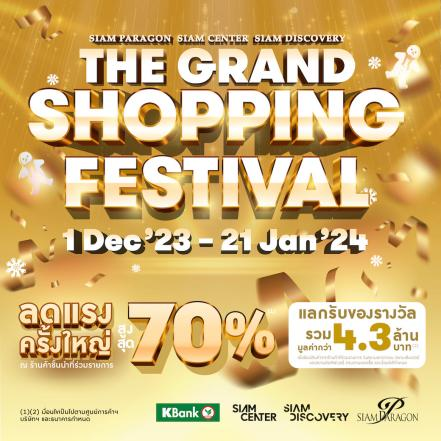 SIAM PARAGON SIAM CENTER SIAM DISCOVERY
THE GRAND
SHOPPING
FESTIVAL
1 Dec '23 – 21 Jan '24
ลดแรง
ครั้งใหญ่
ณ ร้านค้าชั้นนำที่ร่วมรายการ
สูงสุด
70%
แลกรับของรางวัล
รวม
มูลค่ากว่า
4.3
ล้าน
บาท
(1)(2) เงื่อนไขเป็นไปตามศูนย์การค้าฯ
บริษัทฯ และธนาคารกำหนด
KBank
SIAM
CENTER
SIAM
DISCOVERY
SIAM PARAGON